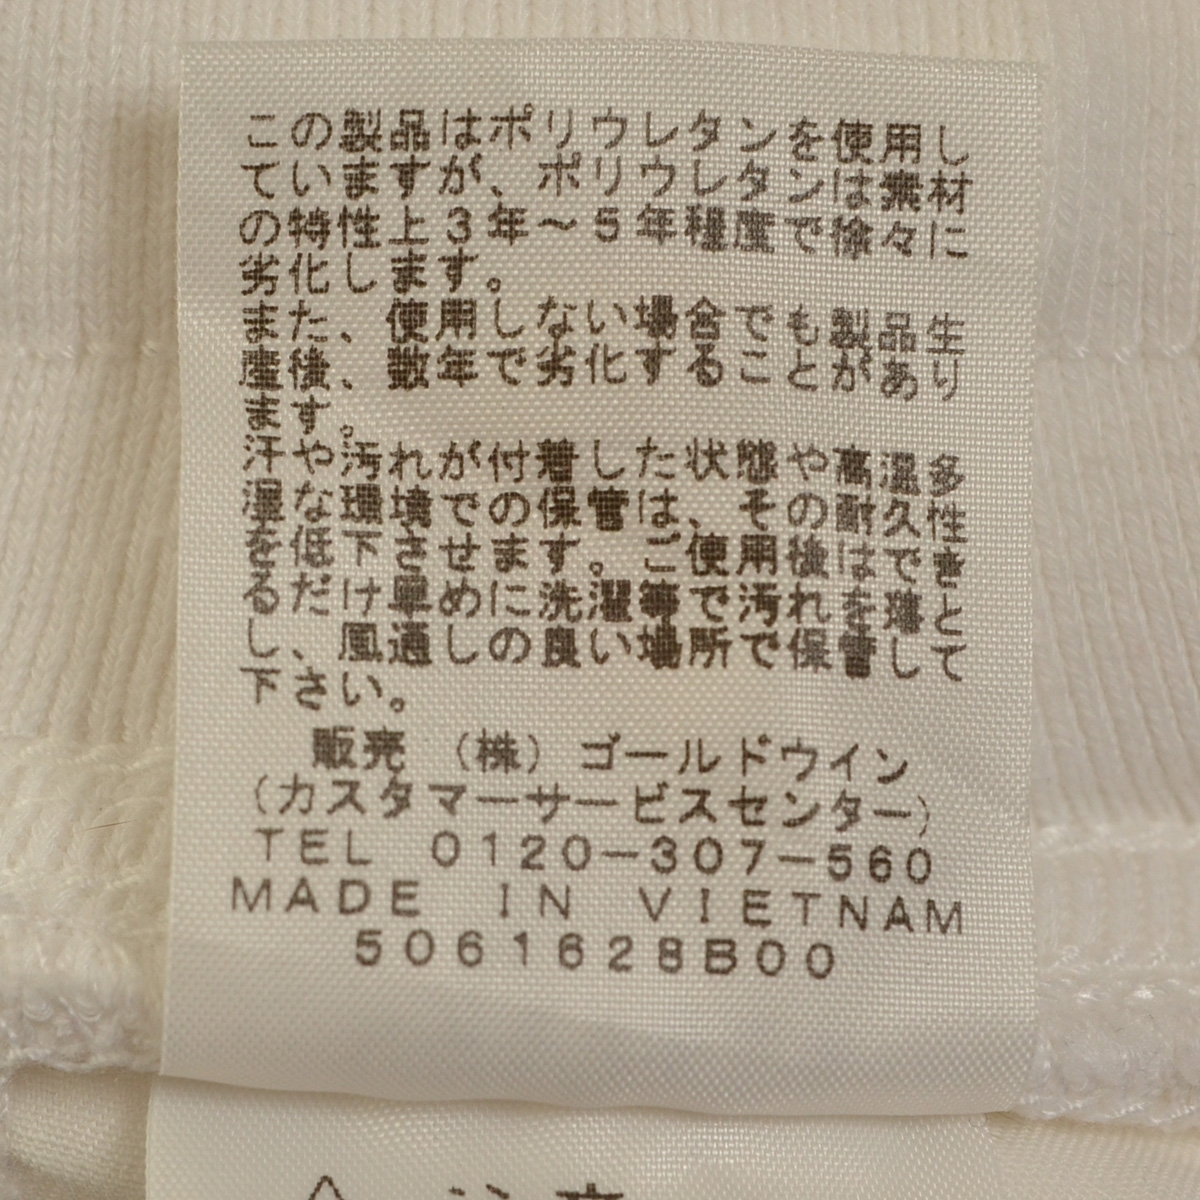 この製品はポリウレタンを使用し
ていますが、ポリウレタンは素材
の特性上3年～5年程度で徐々に
劣化します。
また、使用しない場合でも製品生
産後、数年で劣化することがあり
ます。
汗や汚れが付着した状態や高温多
湿な環境での保管は、その耐久性
を低下させます。ご使用後はでき
るだけ単めに洗濯等で汚れを落と
し、風通しの良い場所で保管して
下さい。
販売 （株）ゴールドウイン
（カスタマーサービスセンター）
TEL 0120-307-560
MADE IN VIETNAM
5061628B00
注意